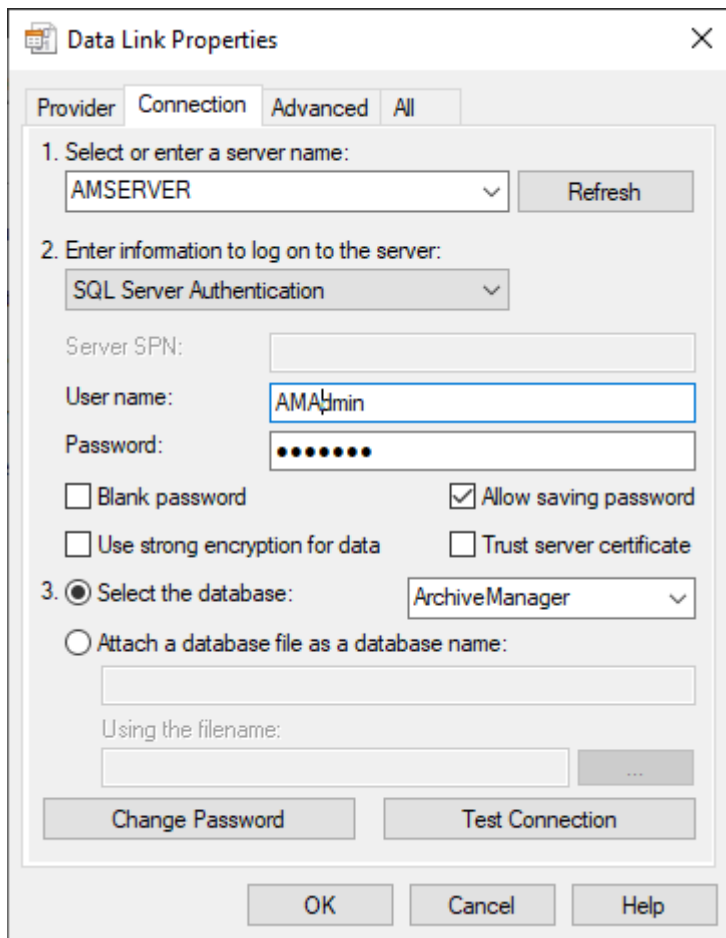 Data Link Properties
Provider Connection Advanced All
1. Select or enter a server name:
AMSERVER Refresh
2. Enter information to log on to the server:
SQL Server Authentication
Server SPN:
User name: AMAdmin
Password: •••••••
Blank password Allow saving password
Use strong encryption for data Trust server certificate
3. Select the database: ArchiveManager
Attach a database file as a database name:
Using the filename:
...
Change Password Test Connection
OK Cancel Help